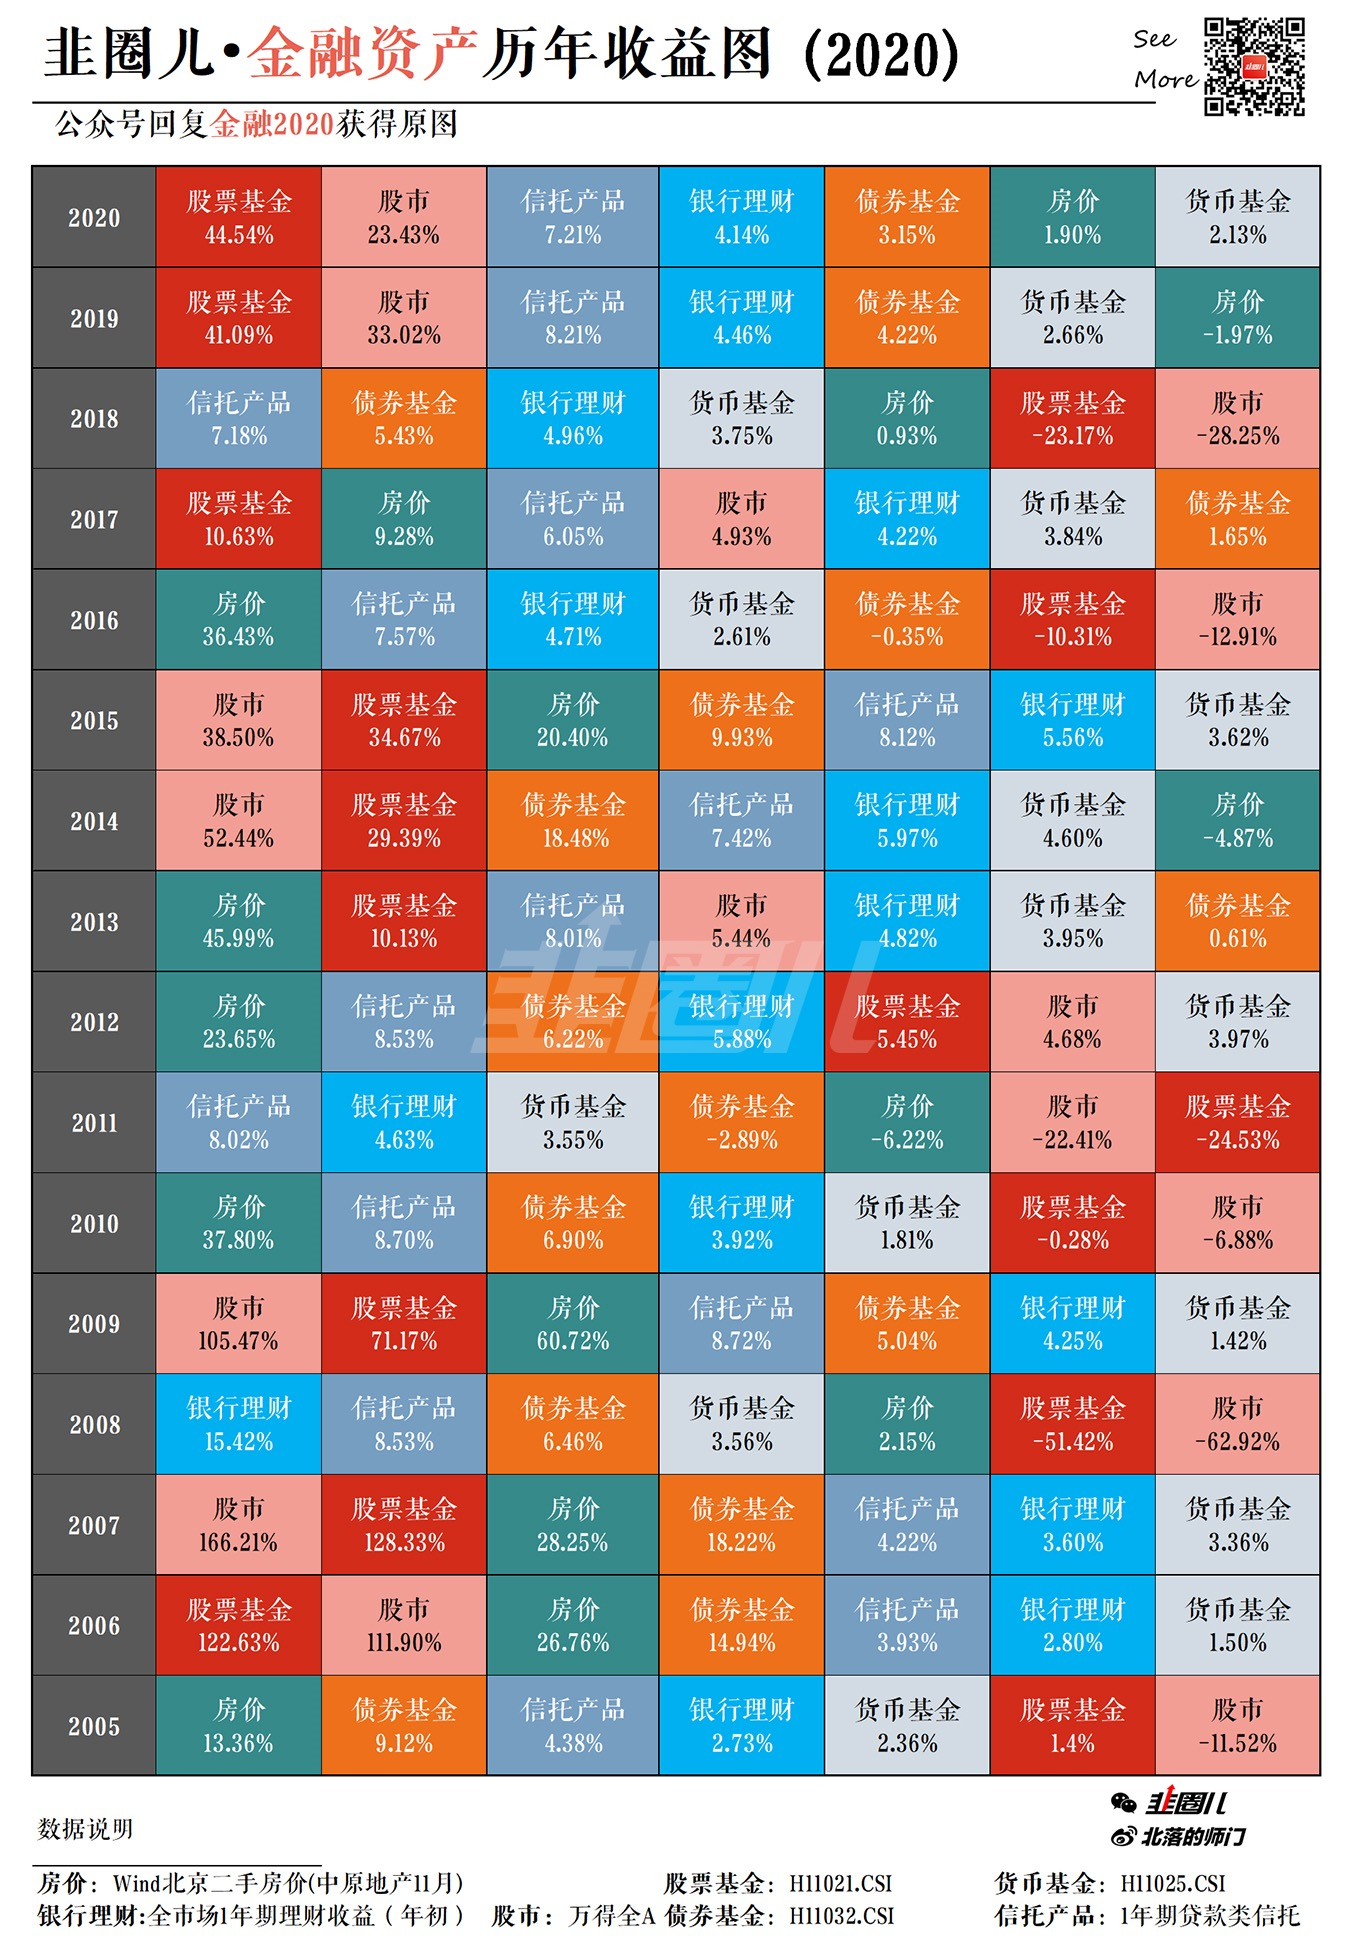 韭圈儿•金融资产历年收益图 (2020)
See
More
公众号回复金融2020获得原图
2020
股票基金 股市 信托产品 银行理财 债券基金 房价 货币基金
44.54% 23.43% 7.21% 4.14% 3.15% 1.90% 2.13%
2019
股票基金 股市 信托产品 银行理财 债券基金 货币基金 房价
41.09% 33.02% 8.21% 4.46% 4.22% 2.66% -1.97%
2018
信托产品 债券基金 银行理财 货币基金 房价 股票基金 股市
7.18% 5.43% 4.96% 3.75% 0.93% -23.17% -28.25%
2017
股票基金 房价 信托产品 股市 银行理财 货币基金 债券基金
10.63% 9.28% 6.05% 4.93% 4.22% 3.84% 1.65%
2016
房价 信托产品 银行理财 货币基金 债券基金 股票基金 股市
36.43% 7.57% 4.71% 2.61% -0.35% -10.31% -12.91%
2015
股市 股票基金 房价 债券基金 信托产品 银行理财 货币基金
38.50% 34.67% 20.40% 9.93% 8.12% 5.56% 3.62%
2014
股市 股票基金 债券基金 信托产品 银行理财 货币基金 房价
52.44% 29.39% 18.48% 7.42% 5.97% 4.60% -4.87%
2013
房价 股票基金 信托产品 股市 银行理财 货币基金 债券基金
45.99% 10.13% 8.01% 5.44% 4.82% 3.95% 0.61%
韭圈儿
2012
房价 信托产品 债券基金 银行理财 股票基金 股市 货币基金
23.65% 8.53% 6.22% 5.88% 5.45% 4.68% 3.97%
2011
信托产品 银行理财 货币基金 债券基金 房价 股市 股票基金
8.02% 4.63% 3.55% -2.89% -6.22% -22.41% -24.53%
2010
房价 信托产品 债券基金 银行理财 货币基金 股票基金 股市
37.80% 8.70% 6.90% 3.92% 1.81% -0.28% -6.88%
2009
股市 股票基金 房价 信托产品 债券基金 银行理财 货币基金
105.47% 71.17% 60.72% 8.72% 5.04% 4.25% 1.42%
2008
银行理财 信托产品 债券基金 货币基金 房价 股票基金 股市
15.42% 8.53% 6.46% 3.56% 2.15% -51.42% -62.92%
2007
股市 股票基金 房价 债券基金 信托产品 银行理财 货币基金
166.21% 128.33% 28.25% 18.22% 4.22% 3.60% 3.36%
2006
股票基金 股市 房价 债券基金 信托产品 银行理财 货币基金
122.63% 111.90% 26.76% 14.94% 3.93% 2.80% 1.50%
2005
房价 债券基金 信托产品 银行理财 货币基金 股票基金 股市
13.36% 9.12% 4.38% 2.73% 2.36% 1.4% -11.52%
韭圈儿
北落的师门
数据说明
房价：Wind北京二手房价(中原地产11月) 股票基金：H11021.CSI 货币基金：H11025.CSI
银行理财:全市场1年期理财收益（年初） 股市：万得全A 债券基金：H11032.CSI 信托产品：1年期贷款类信托